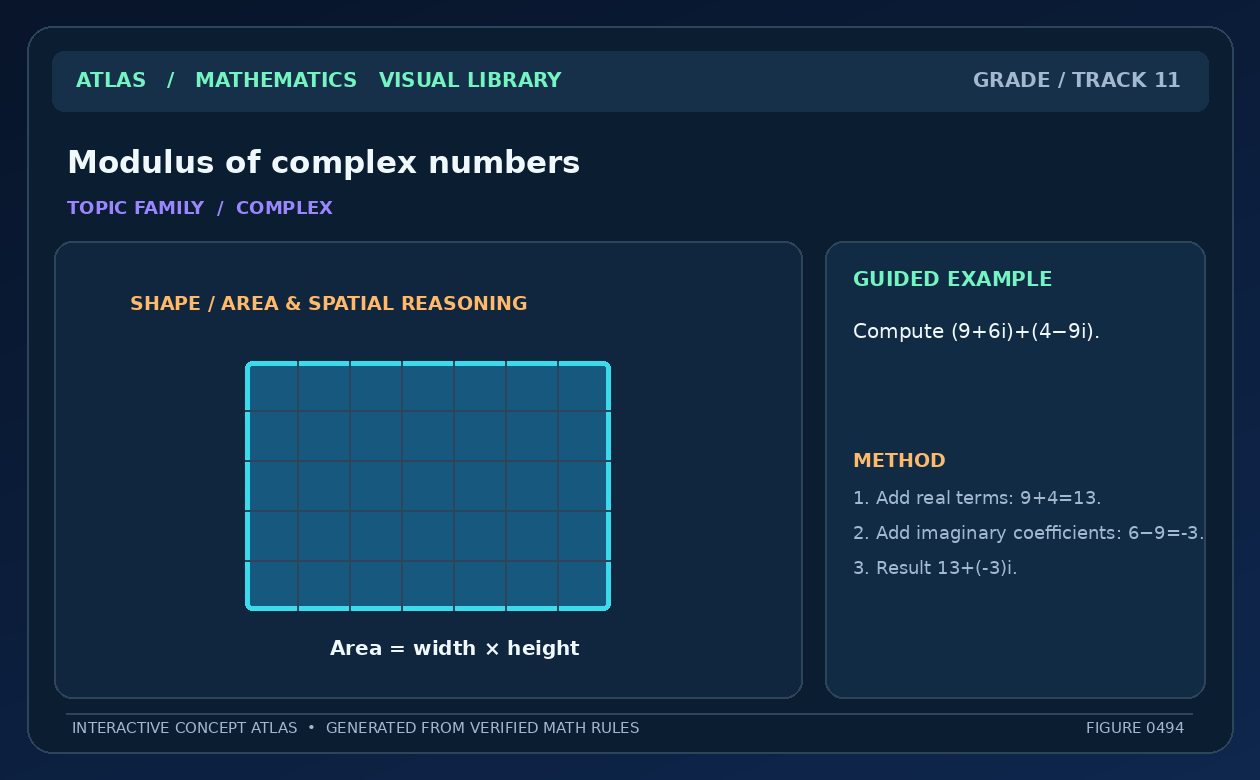 ATLAS / MATHEMATICS VISUAL LIBRARY
GRADE / TRACK 11
Modulus of complex numbers
TOPIC FAMILY / COMPLEX
SHAPE / AREA & SPATIAL REASONING
Area = width × height
GUIDED EXAMPLE
Compute (9+6i)+(4−9i).
METHOD
1. Add real terms: 9+4=13.
2. Add imaginary coefficients: 6−9=-3.
3. Result 13+(-3)i.
INTERACTIVE CONCEPT ATLAS • GENERATED FROM VERIFIED MATH RULES
FIGURE 0494